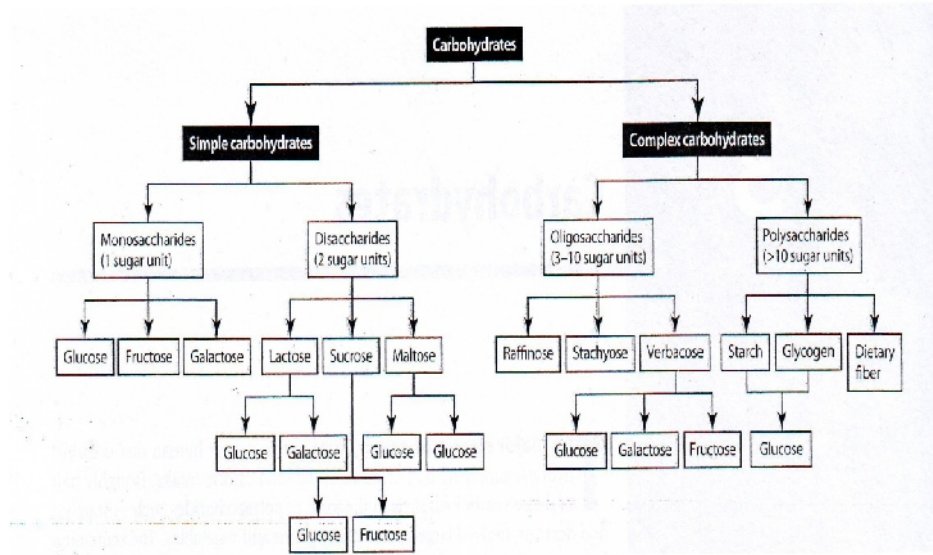 Carbohydrates
Simple carbohydrates
Complex carbohydrates
Monosaccharides
(1 sugar unit)
Disaccharides
(2 sugar units)
Oligosaccharides
(3–10 sugar units)
Polysaccharides
(>10 sugar units)
Glucose
Fructose
Galactose
Lactose
Sucrose
Maltose
Raffinose
Stachyose
Verbacose
Starch
Glycogen
Dietary
fiber
Glucose
Galactose
Glucose
Glucose
Glucose
Galactose
Fructose
Glucose
Glucose
Fructose
Carbohydrates